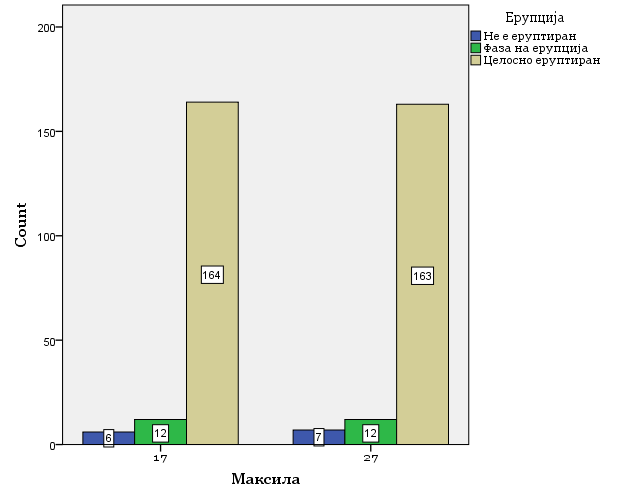 Ерупција
Не е еруптиран
Фаза на ерупција
Целосно еруптиран
Count
200
150
100
50
0
6
12
164
7
12
163
17
27
Максила